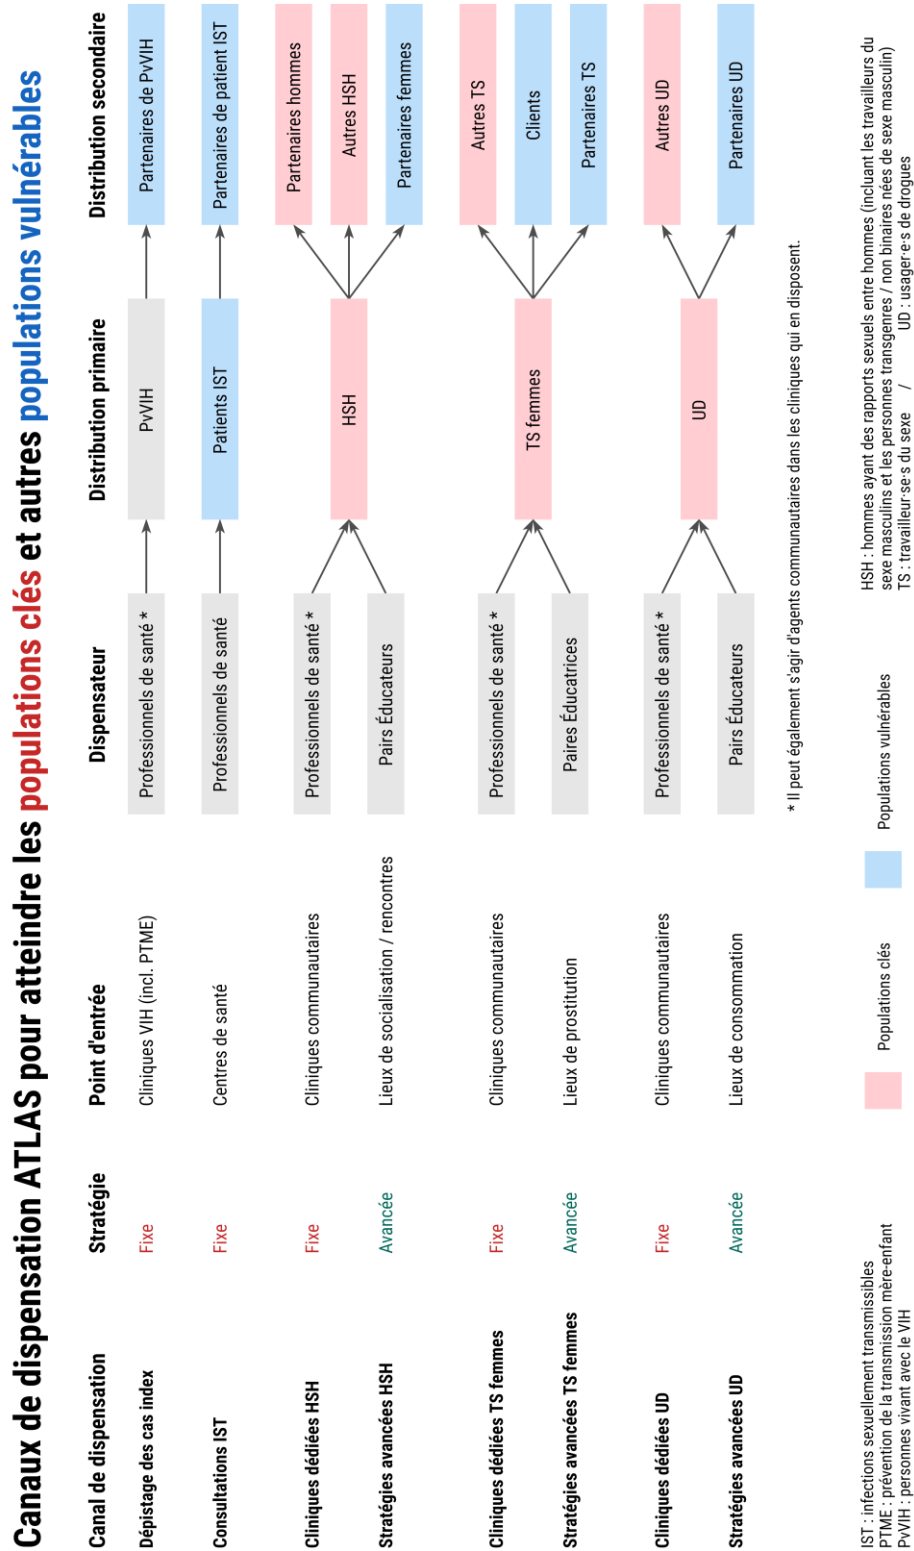 Canaux de dispensation ATLAS pour atteindre les populations clés et autres populations vulnérables
Canal de dispensation Stratégie Point d'entrée Dispensateur Distribution primaire Distribution secondaire
Dépistage des cas index Fixe Cliniques VIH (incl. PTME) Professionnels de santé * PvVIH Partenaires de PvVIH
Consultations IST Fixe Centres de santé Professionnels de santé Patients IST Partenaires de patient IST
Partenaires hommes
Cliniques dédiées HSH Fixe Cliniques communautaires Professionnels de santé *
HSH Autres HSH
Stratégies avancées HSH Avancée Lieux de socialisation / rencontres Pairs Éducateurs
Partenaires femmes
Autres TS
Cliniques dédiées TS femmes Fixe Cliniques communautaires Professionnels de santé *
TS femmes Clients
Stratégies avancées TS femmes Avancée Lieux de prostitution Paires Éducatrices
Partenaires TS
Cliniques dédiées UD Fixe Cliniques communautaires Professionnels de santé * Autres UD
UD
Stratégies avancées UD Avancée Lieux de consommation Pairs Éducateurs Partenaires UD
* Il peut également s'agir d'agents communautaires dans les cliniques qui en disposent.
IST : infections sexuellement transmissibles
PTME : prévention de la transmission mère-enfant
PvVIH : personnes vivant avec le VIH
Populations clés
Populations vulnérables
HSH : hommes ayant des rapports sexuels entre hommes (incluant les travailleurs du
sexe masculins et les personnes transgenres / non binaires nées de sexe masculin)
TS : travailleur·se·s du sexe / UD : usager·e·s de drogues